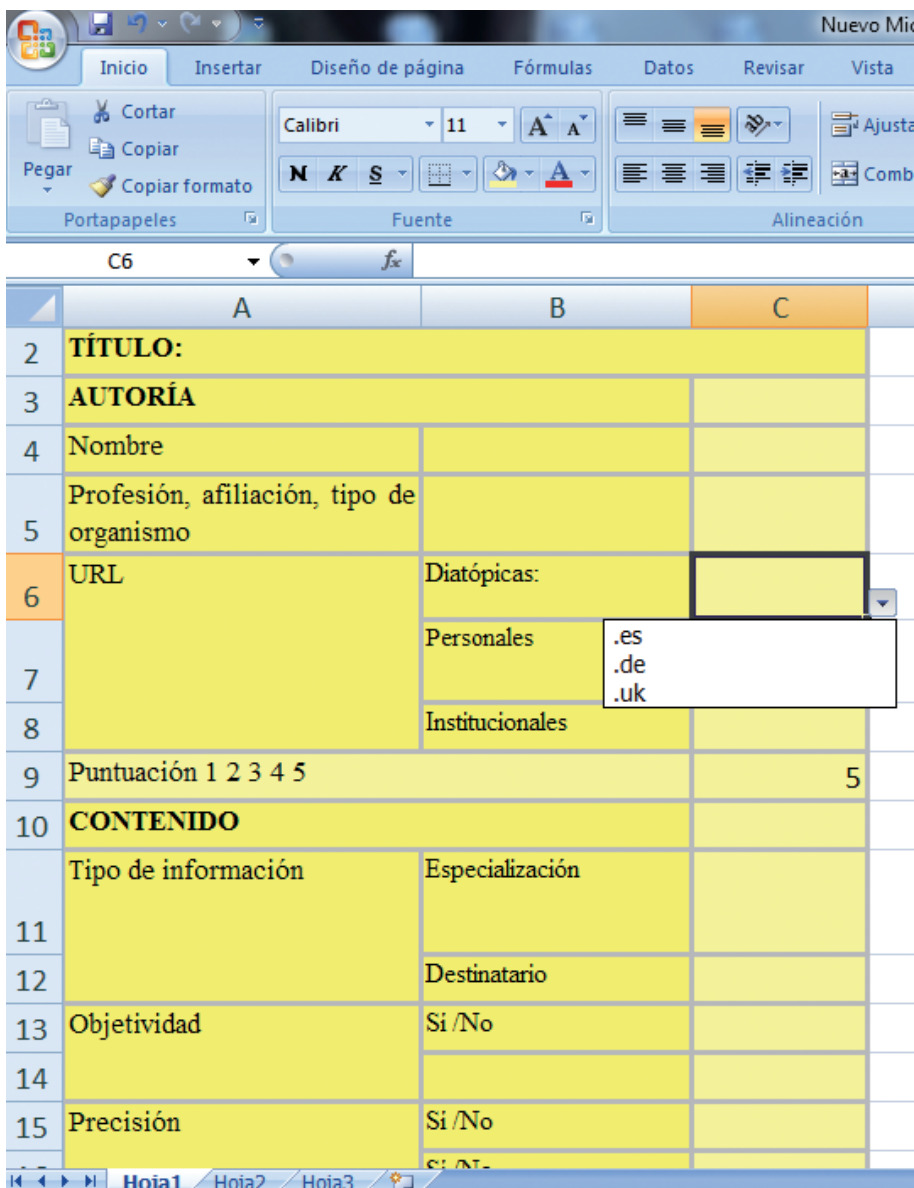 Nuevo Mic
Inicio Insertar Diseño de página Fórmulas Datos Revisar Vista
Cortar
Copiar
Pegar
Copiar formato
Portapapeles
Calibri 11 A A
N K S A
Fuente
Ajusta
Comb
Alineación
C6 fx
A B C
2 TÍTULO:
3 AUTORÍA
4 Nombre
5 Profesión, afiliación, tipo de
organismo
6 URL Diatópicas:
.es
.de
.uk
7 Personales
8 Institucionales
9 Puntuación 1 2 3 4 5 5
10 CONTENIDO
11 Tipo de información Especialización
12 Destinatario
13 Objetividad Sí /No
14
15 Precisión Sí /No
Sí /No
Hoja1 Hoja2 Hoja3